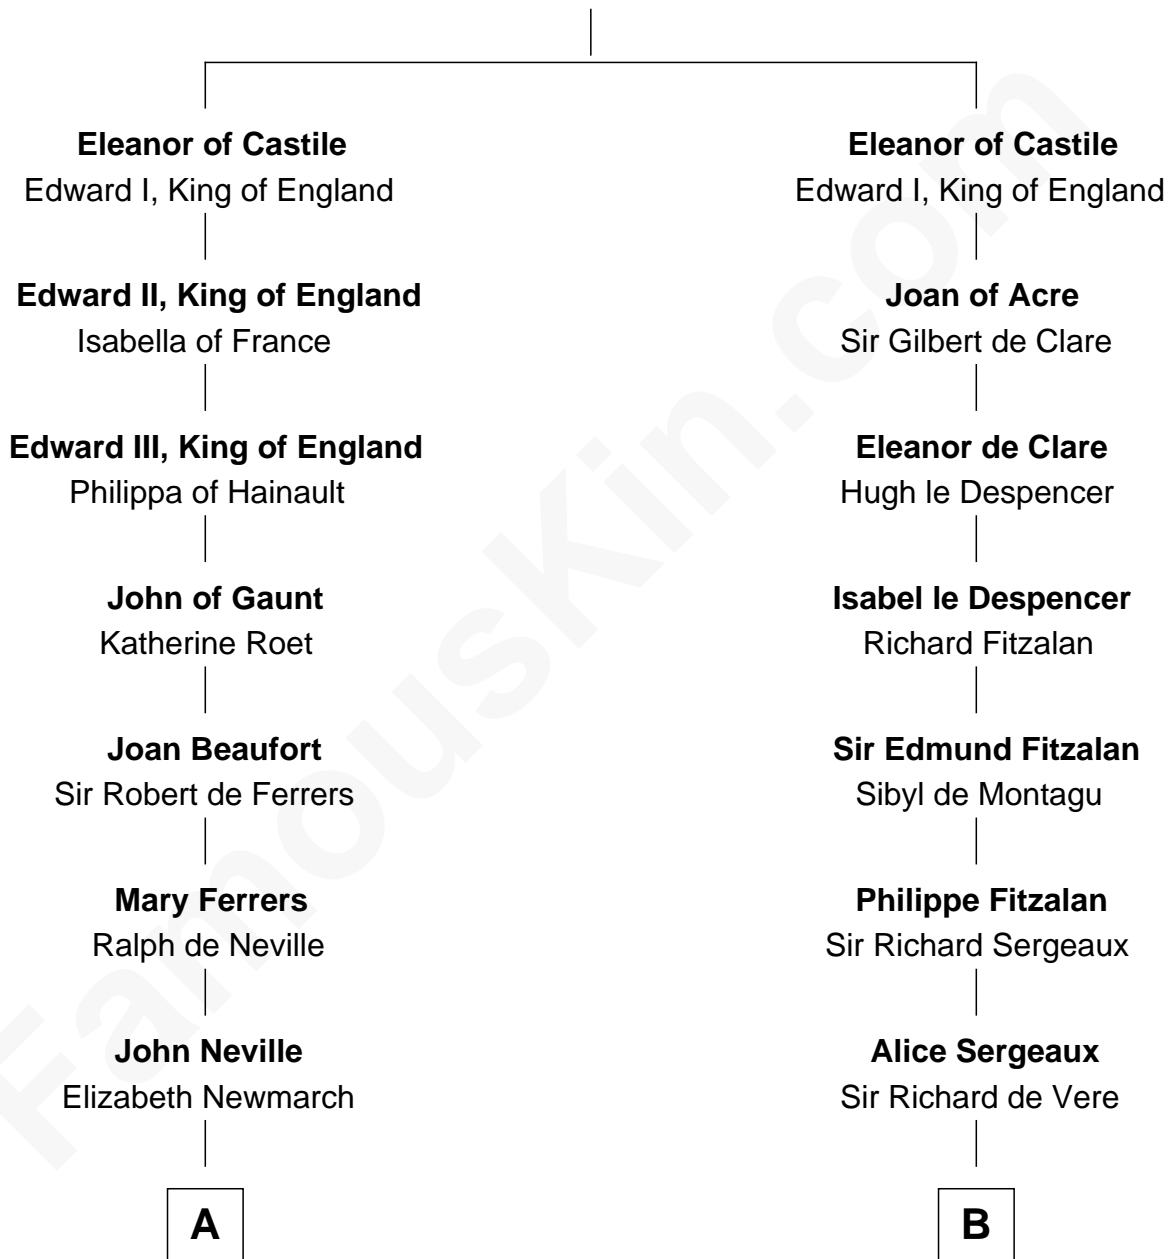 Eleanor of Castile
Edward I, King of England
Edward II, King of England
Isabella of France
Edward III, King of England
Philippa of Hainault
John of Gaunt
Katherine Roet
Joan Beaufort
Sir Robert de Ferrers
Mary Ferrers
Ralph de Neville
John Neville
Elizabeth Newmarch
A
Eleanor of Castile
Edward I, King of England
Joan of Acre
Sir Gilbert de Clare
Eleanor de Clare
Hugh le Despencer
Isabel le Despencer
Richard Fitzalan
Sir Edmund Fitzalan
Sibyl de Montagu
Philippe Fitzalan
Sir Richard Sergeaux
Alice Sergeaux
Sir Richard de Vere
B
FamousKin.com